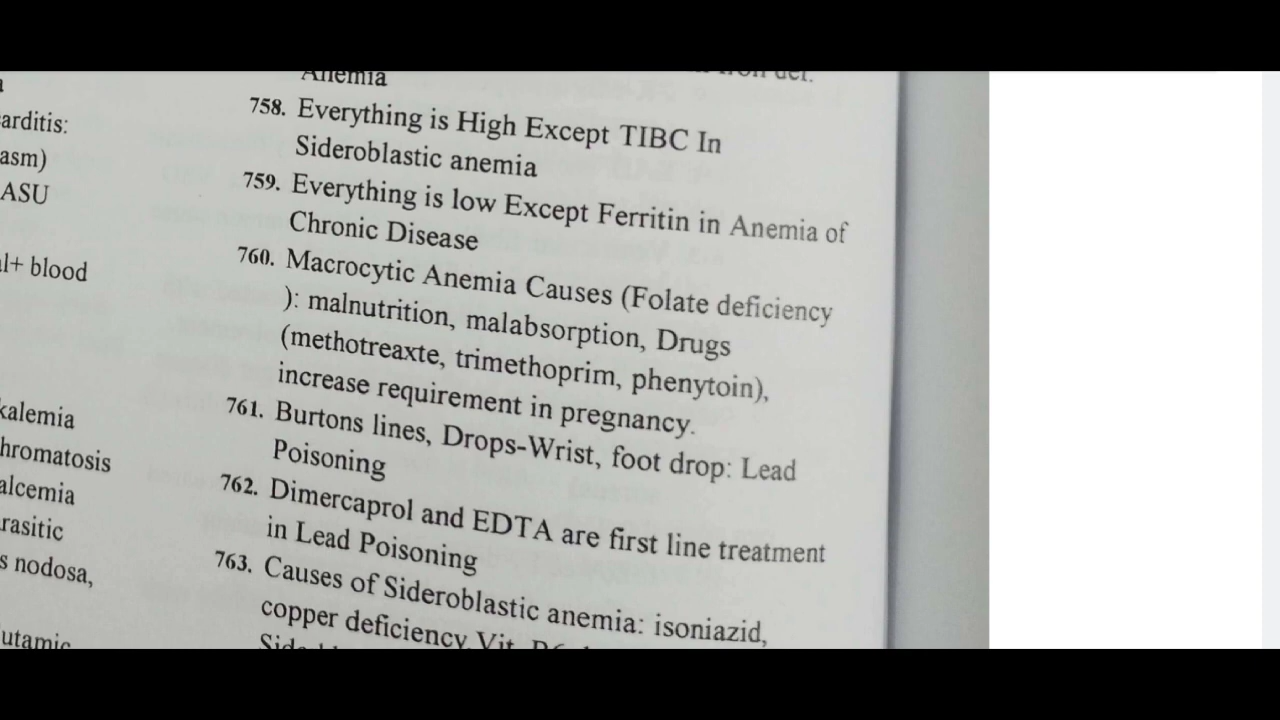 arditis:
asm)
ASU
l+ blood
kalemia
hromatosis
alcemia
rasitic
s nodosa,
utamic
Anemia
758. Everything is High Except TIBC In
Sideroblastic anemia
759. Everything is low Except Ferritin in Anemia of
Chronic Disease
760. Macrocytic Anemia Causes (Folate deficiency
): malnutrition, malabsorption, Drugs
(methotreaxte, trimethoprim, phenytoin),
increase requirement in pregnancy.
761. Burtons lines, Drops-Wrist, foot drop: Lead
Poisoning
762. Dimercaprol and EDTA are first line treatment
in Lead Poisoning
763. Causes of Sideroblastic anemia: isoniazid,
copper deficiency Vit